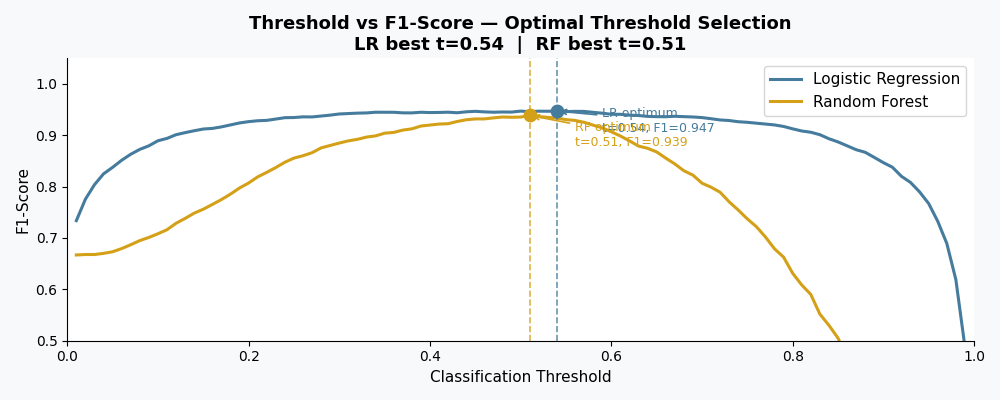 Threshold vs F1-Score — Optimal Threshold Selection
LR best t=0.54 | RF best t=0.51
F1-Score
1.0
0.9
0.8
0.7
0.6
0.5
Logistic Regression
Random Forest
LR optimum
t=0.54, F1=0.947
RF optimum
t=0.51, F1=0.939
0.0
0.2
0.4
0.6
0.8
1.0
Classification Threshold